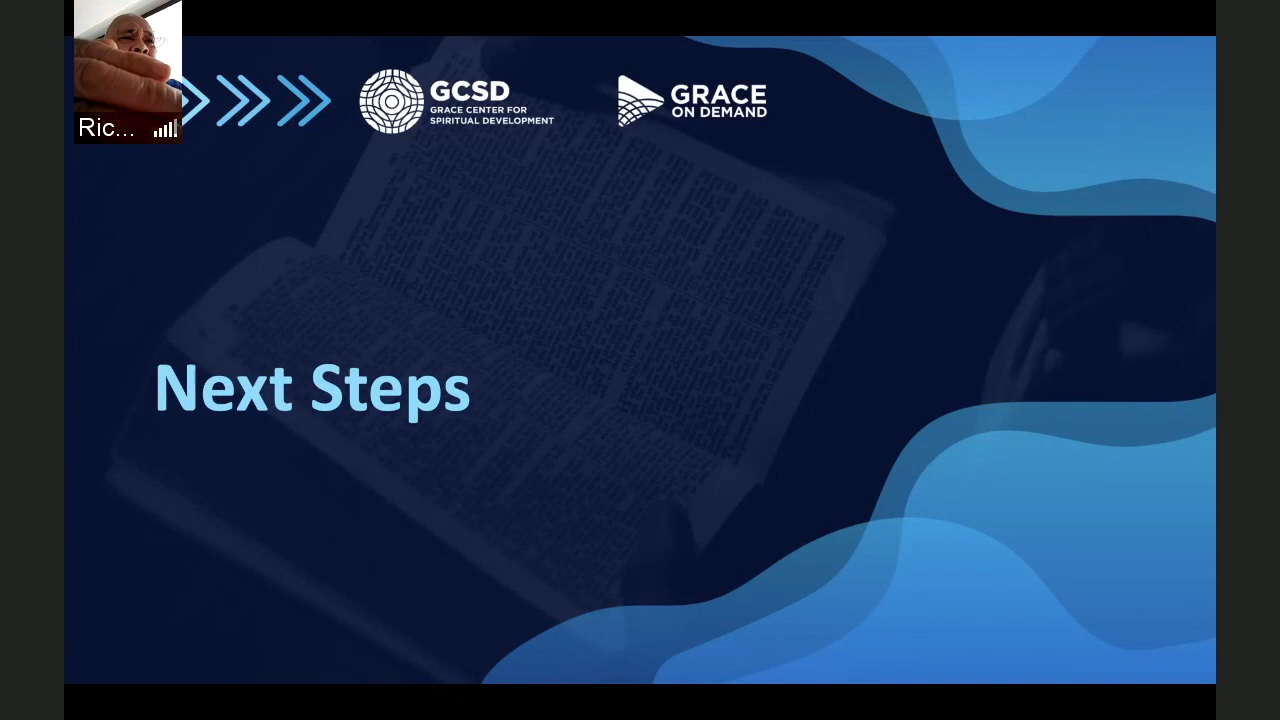 Ric...
GCSD
GRACE CENTER FOR
SPIRITUAL DEVELOPMENT
GRACE
ON DEMAND
Next Steps